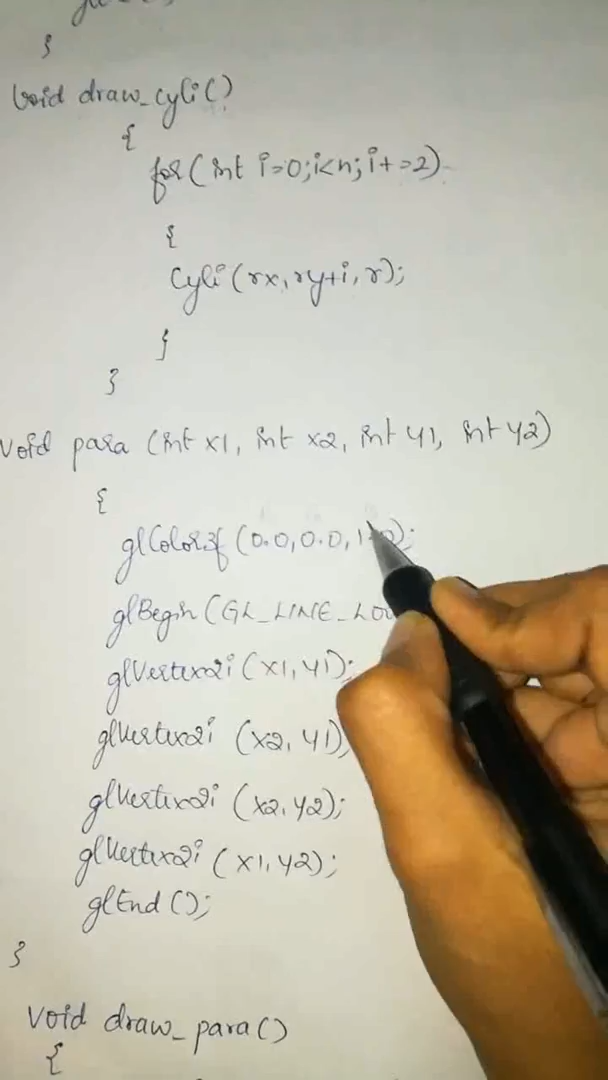 }
void draw_cyli()
{
for(int i=0;i<n;i+=2)
{
Cyli(rx,ry+i,r);
}
}
void para (int x1, int x2, int y1, int y2)
{
glColor3f (0.0,0.0,1.0);
glBegin(GL_LINE_LOO
glVertex2i (x1,y1);
glVertex2i (x2,y1)
glVertex2i (x2,y2);
glVertex2i (x1,y2);
glEnd();
}
void draw_para()
{